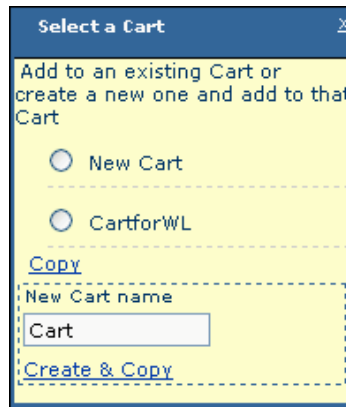 Select a Cart X
Add to an existing Cart or
create a new one and add to that
Cart
New Cart
CartforWL
Copy
New Cart name
Cart
Create & Copy